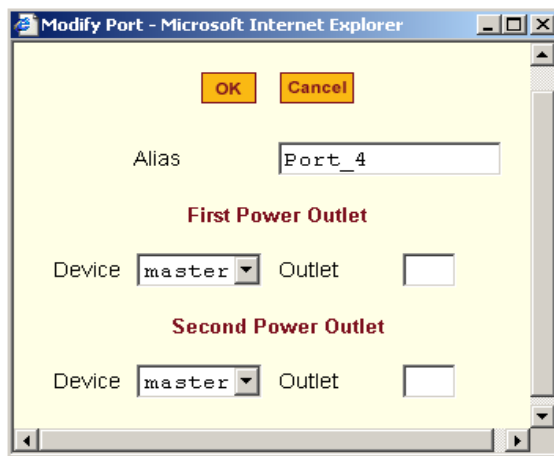 Modify Port - Microsoft Internet Explorer
OK Cancel
Alias Port_4
First Power Outlet
Device master Outlet
Second Power Outlet
Device master Outlet